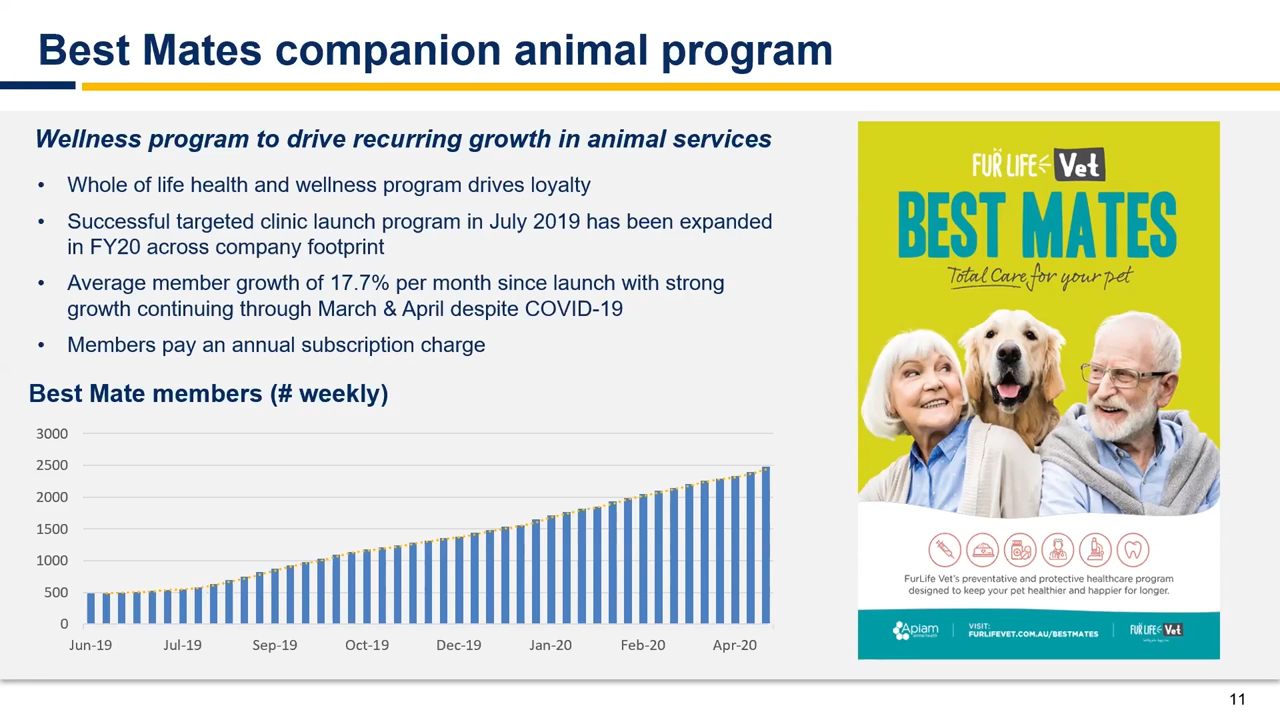 Best Mates companion animal program
Wellness program to drive recurring growth in animal services
• Whole of life health and wellness program drives loyalty
• Successful targeted clinic launch program in July 2019 has been expanded
in FY20 across company footprint
• Average member growth of 17.7% per month since launch with strong
growth continuing through March & April despite COVID-19
• Members pay an annual subscription charge
Best Mate members (# weekly)
3000
2500
2000
1500
1000
500
0
Jun-19 Jul-19 Sep-19 Oct-19 Dec-19 Jan-20 Feb-20 Apr-20
FUR LIFE Vet
BEST MATES
Total Care for your pet
FurLife Vet's preventative and protective healthcare program
designed to keep your pet healthier and happier for longer.
Apiam
animal health
VISIT:
FURLIFEVET.COM.AU/BESTMATES
FUR LIFE Vet
11